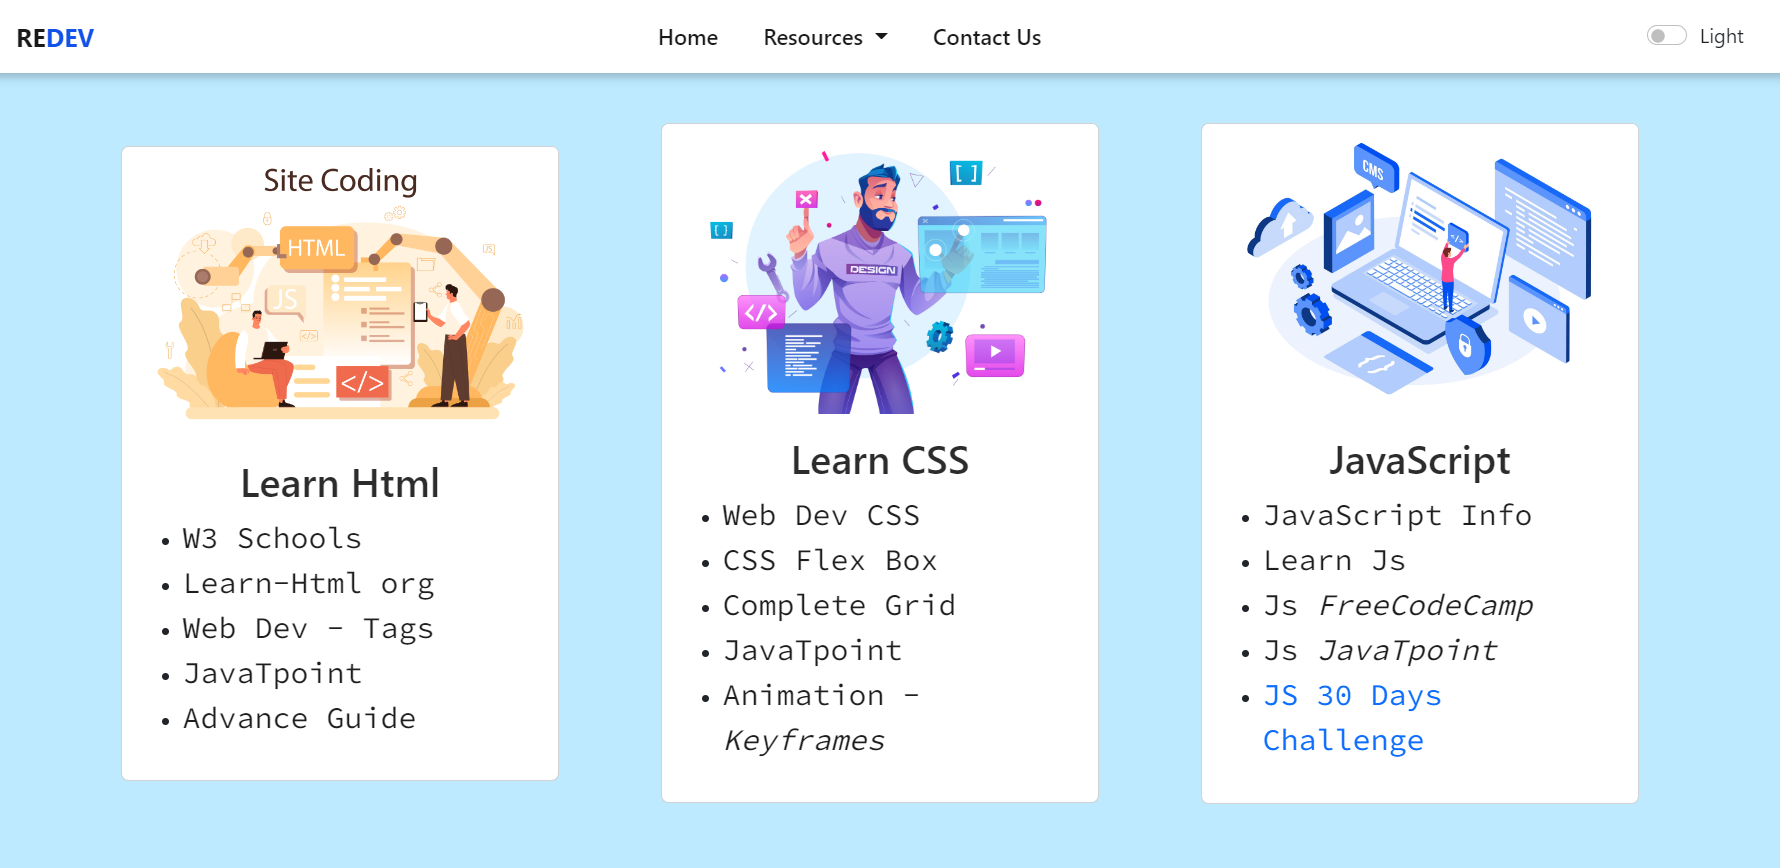 REDEV
Home
Resources
Contact Us
Light
Site Coding
HTML
JS
JS
</>
</>
Learn Html
W3 Schools
Learn-Html org
Web Dev - Tags
JavaTpoint
Advance Guide
[ ]
[ ]
DESIGN
</>
Learn CSS
Web Dev CSS
CSS Flex Box
Complete Grid
JavaTpoint
Animation -
Keyframes
CMS
</>
JavaScript
JavaScript Info
Learn Js
Js FreeCodeCamp
Js JavaTpoint
JS 30 Days
Challenge